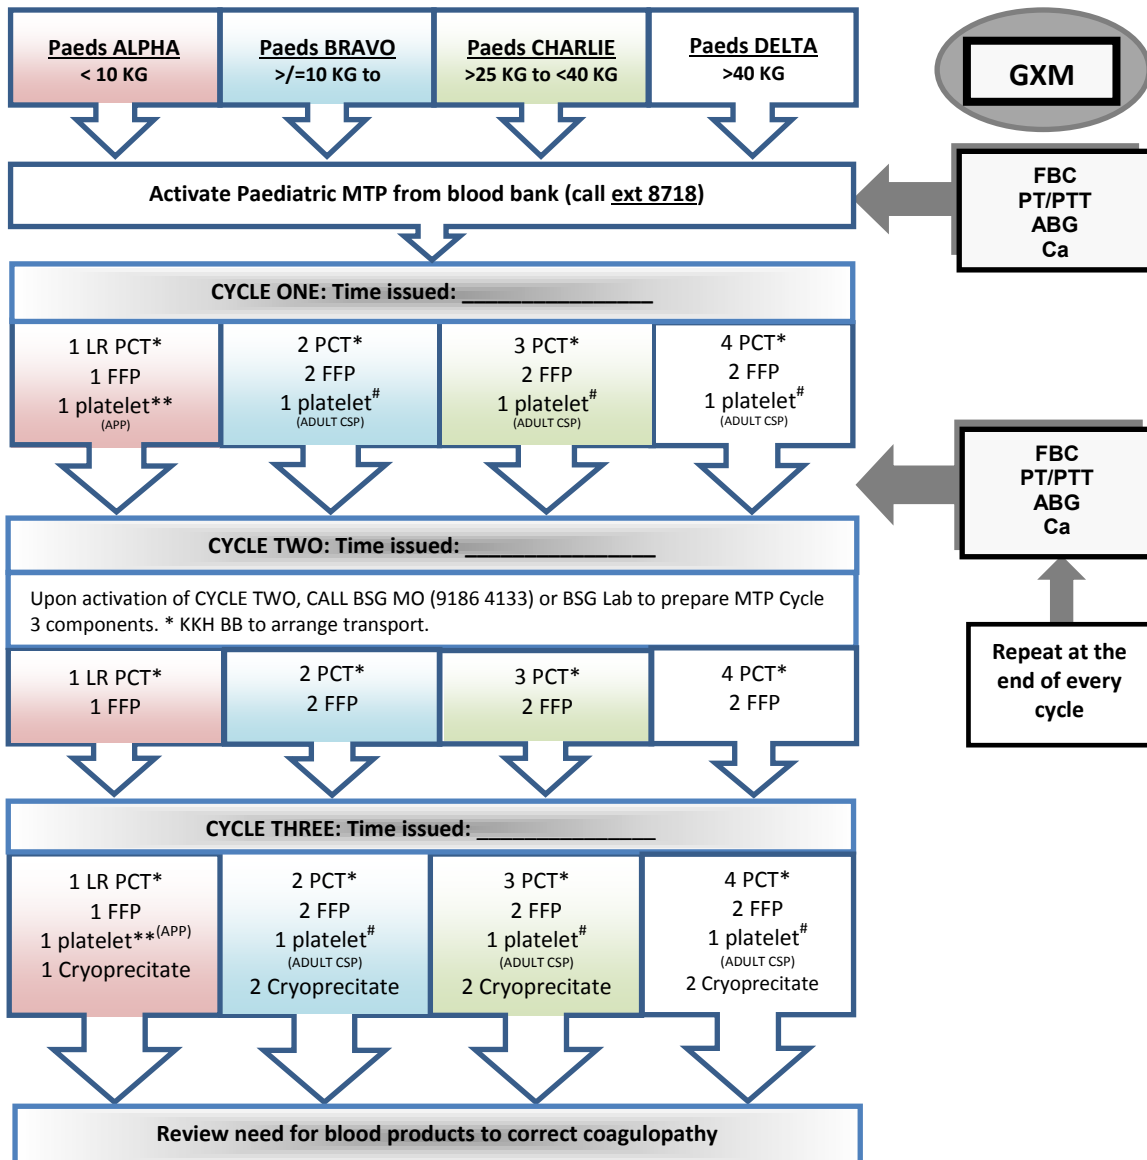 Paeds ALPHA
< 10 KG
Paeds BRAVO
>/=10 KG to
Paeds CHARLIE
>25 KG to <40 KG
Paeds DELTA
>40 KG
GXM
Activate Paediatric MTP from blood bank (call ext 8718)
FBC
PT/PTT
ABG
Ca
CYCLE ONE: Time issued: ________________
1 LR PCT*
1 FFP
1 platelet**
(APP)
2 PCT*
2 FFP
1 platelet#
(ADULT CSP)
3 PCT*
2 FFP
1 platelet#
(ADULT CSP)
4 PCT*
2 FFP
1 platelet#
(ADULT CSP)
FBC
PT/PTT
ABG
Ca
CYCLE TWO: Time issued: ________________
Upon activation of CYCLE TWO, CALL BSG MO (9186 4133) or BSG Lab to prepare MTP Cycle
3 components. * KKH BB to arrange transport.
Repeat at the
end of every
cycle
1 LR PCT*
1 FFP
2 PCT*
2 FFP
3 PCT*
2 FFP
4 PCT*
2 FFP
CYCLE THREE: Time issued: _______________
1 LR PCT*
1 FFP
1 platelet**(APP)
1 Cryoprecitate
2 PCT*
2 FFP
1 platelet#
(ADULT CSP)
2 Cryoprecitate
3 PCT*
2 FFP
1 platelet#
(ADULT CSP)
2 Cryoprecitate
4 PCT*
2 FFP
1 platelet#
(ADULT CSP)
2 Cryoprecitate
Review need for blood products to correct coagulopathy